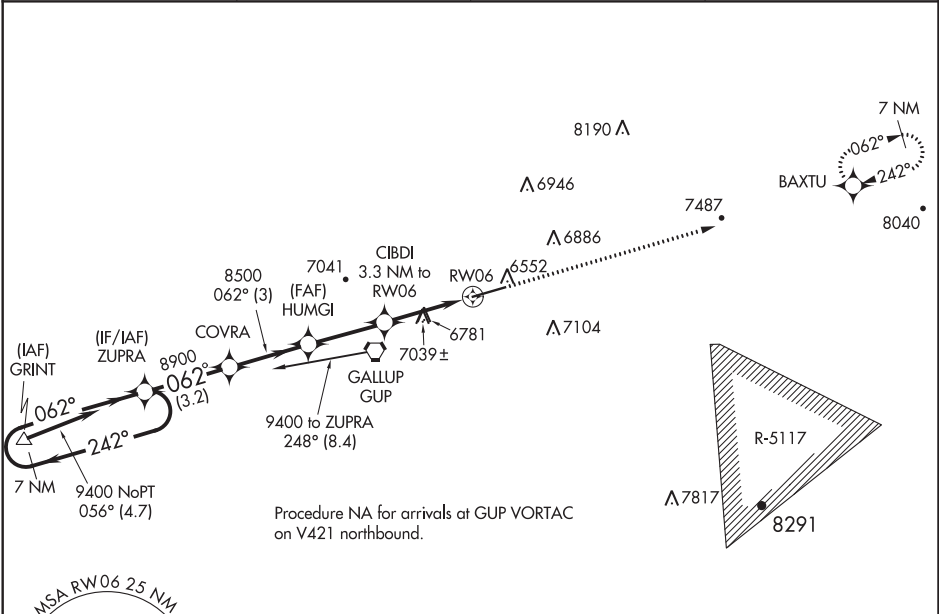 7 NM
062°
242°
BAXTU
8040
8190
6946
7487
6886
CIBDI
3.3 NM to
RW06
RW06
6552
7041
8500
062° (3)
(FAF)
HUMGI
COVRA
6781
7039 ±
7104
(IF/IAF)
ZUPRA
8900
062°
(3.2)
(IAF)
GRINT
062°
242°
7 NM
9400 NoPT
056° (4.7)
GALLUP
GUP
9400 to ZUPRA
248° (8.4)
R-5117
7817
8291
Procedure NA for arrivals at GUP VORTAC
on V421 northbound.
MSA RW06 25 NM